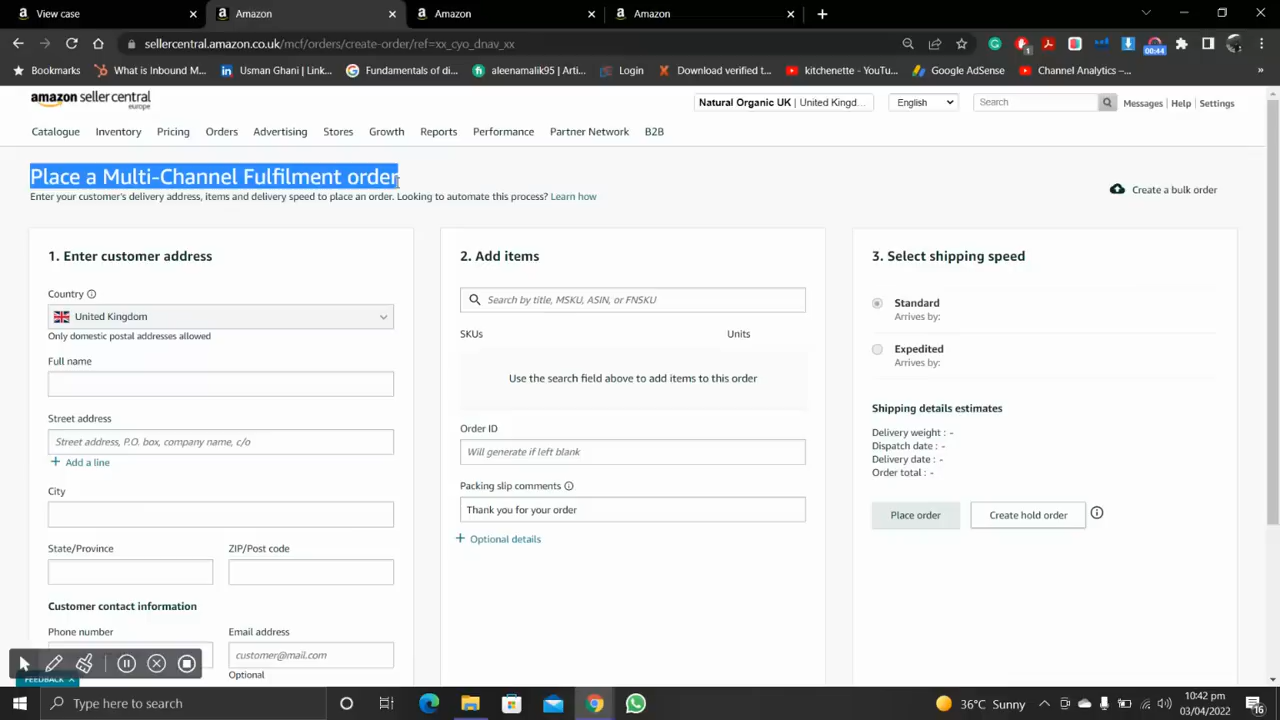 View case
Amazon
Amazon
Amazon
sellercentral.amazon.co.uk/mcf/orders/create-order/ref=xx_cyo_dnav_xx
1
00:44
Bookmarks
What is Inbound M...
Usman Ghani | Link...
Fundamentals of di...
aleenamalik95 | Arti...
Login
Download verified t...
kitchenette - YouTu...
Google AdSense
Channel Analytics –...
»
amazon seller central
europe
Natural Organic UK | United Kingd...
English
Search
Messages | Help | Settings
Catalogue
Inventory
Pricing
Orders
Advertising
Stores
Growth
Reports
Performance
Partner Network
B2B
Place a Multi-Channel Fulfilment order
Enter your customer's delivery address, items and delivery speed to place an order. Looking to automate this process? Learn how
Create a bulk order
1. Enter customer address
Country
United Kingdom
Only domestic postal addresses allowed
Full name
Street address
Street address, P.O. box, company name, c/o
+ Add a line
City
State/Province
ZIP/Post code
Customer contact information
Phone number
Email address
customer@mail.com
Optional
FEEDBACK
2. Add items
Search by title, MSKU, ASIN, or FNSKU
SKUs
Units
Use the search field above to add items to this order
Order ID
Will generate if left blank
Packing slip comments
Thank you for your order
+ Optional details
3. Select shipping speed
Standard
Arrives by:
Expedited
Arrives by:
Shipping details estimates
Delivery weight : -
Dispatch date : -
Delivery date : -
Order total : -
Place order
Create hold order
Type here to search
36°C Sunny
10:42 pm
03/04/2022
16